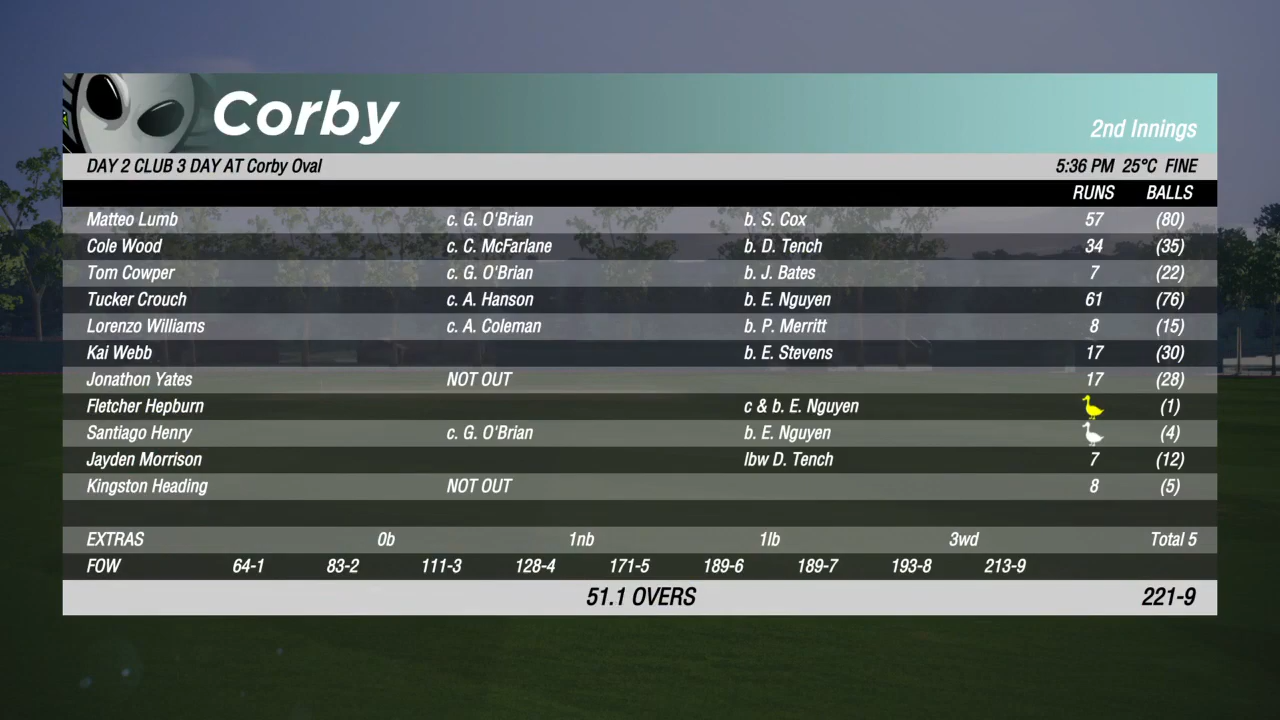 Corby
2nd Innings
DAY 2 CLUB 3 DAY AT Corby Oval 5:36 PM 25°C FINE
RUNS BALLS
Matteo Lumb c. G. O'Brian b. S. Cox 57 (80)
Cole Wood c. C. McFarlane b. D. Tench 34 (35)
Tom Cowper c. G. O'Brian b. J. Bates 7 (22)
Tucker Crouch c. A. Hanson b. E. Nguyen 61 (76)
Lorenzo Williams c. A. Coleman b. P. Merritt 8 (15)
Kai Webb b. E. Stevens 17 (30)
Jonathon Yates NOT OUT 17 (28)
Fletcher Hepburn c & b. E. Nguyen (1)
Santiago Henry c. G. O'Brian b. E. Nguyen (4)
Jayden Morrison lbw D. Tench 7 (12)
Kingston Heading NOT OUT 8 (5)
EXTRAS 0b 1nb 1lb 3wd Total 5
FOW 64-1 83-2 111-3 128-4 171-5 189-6 189-7 193-8 213-9
51.1 OVERS 221-9